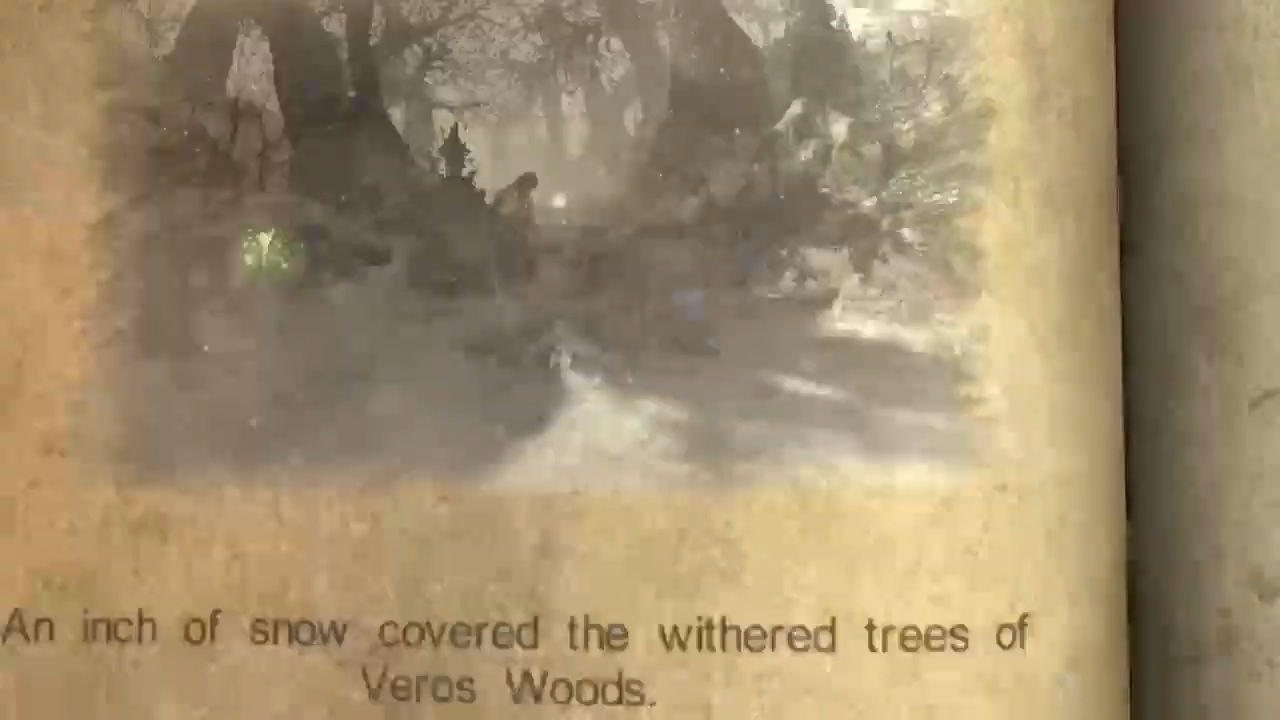 An inch of snow covered the withered trees of
Veros Woods.